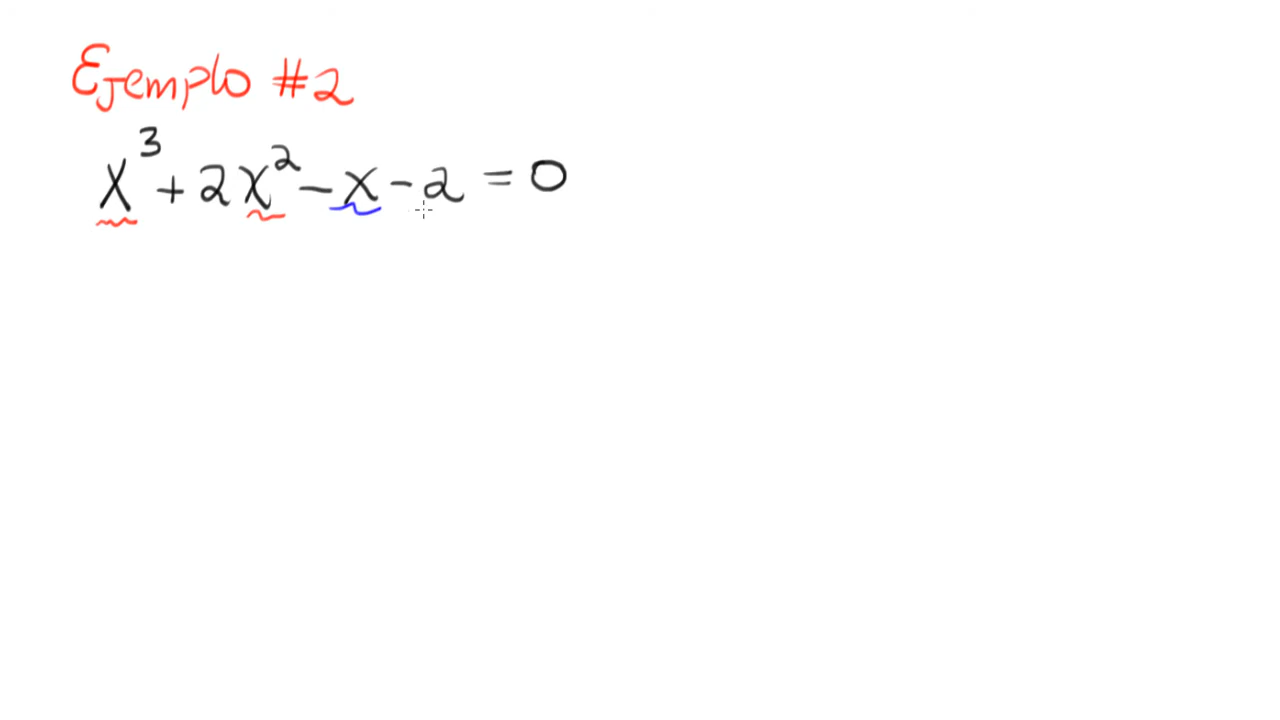 Ejemplo #2
x³ + 2x² - x - 2 = 0